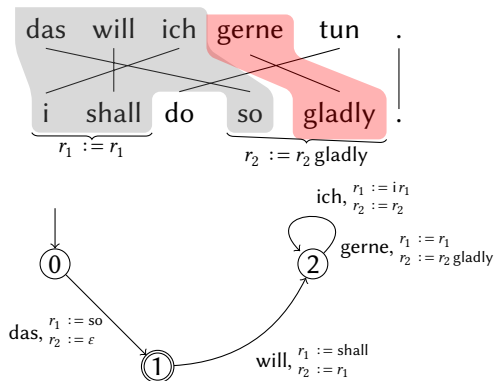 das will ich gerne tun .
i shall do so gladly .
r₁ := r₁
r₂ := r₂ gladly
ich, r₁ := i r₁
r₂ := r₂
0
2
gerne, r₁ := r₁
r₂ := r₂ gladly
das, r₁ := so
r₂ := ε
1
will, r₁ := shall
r₂ := r₁